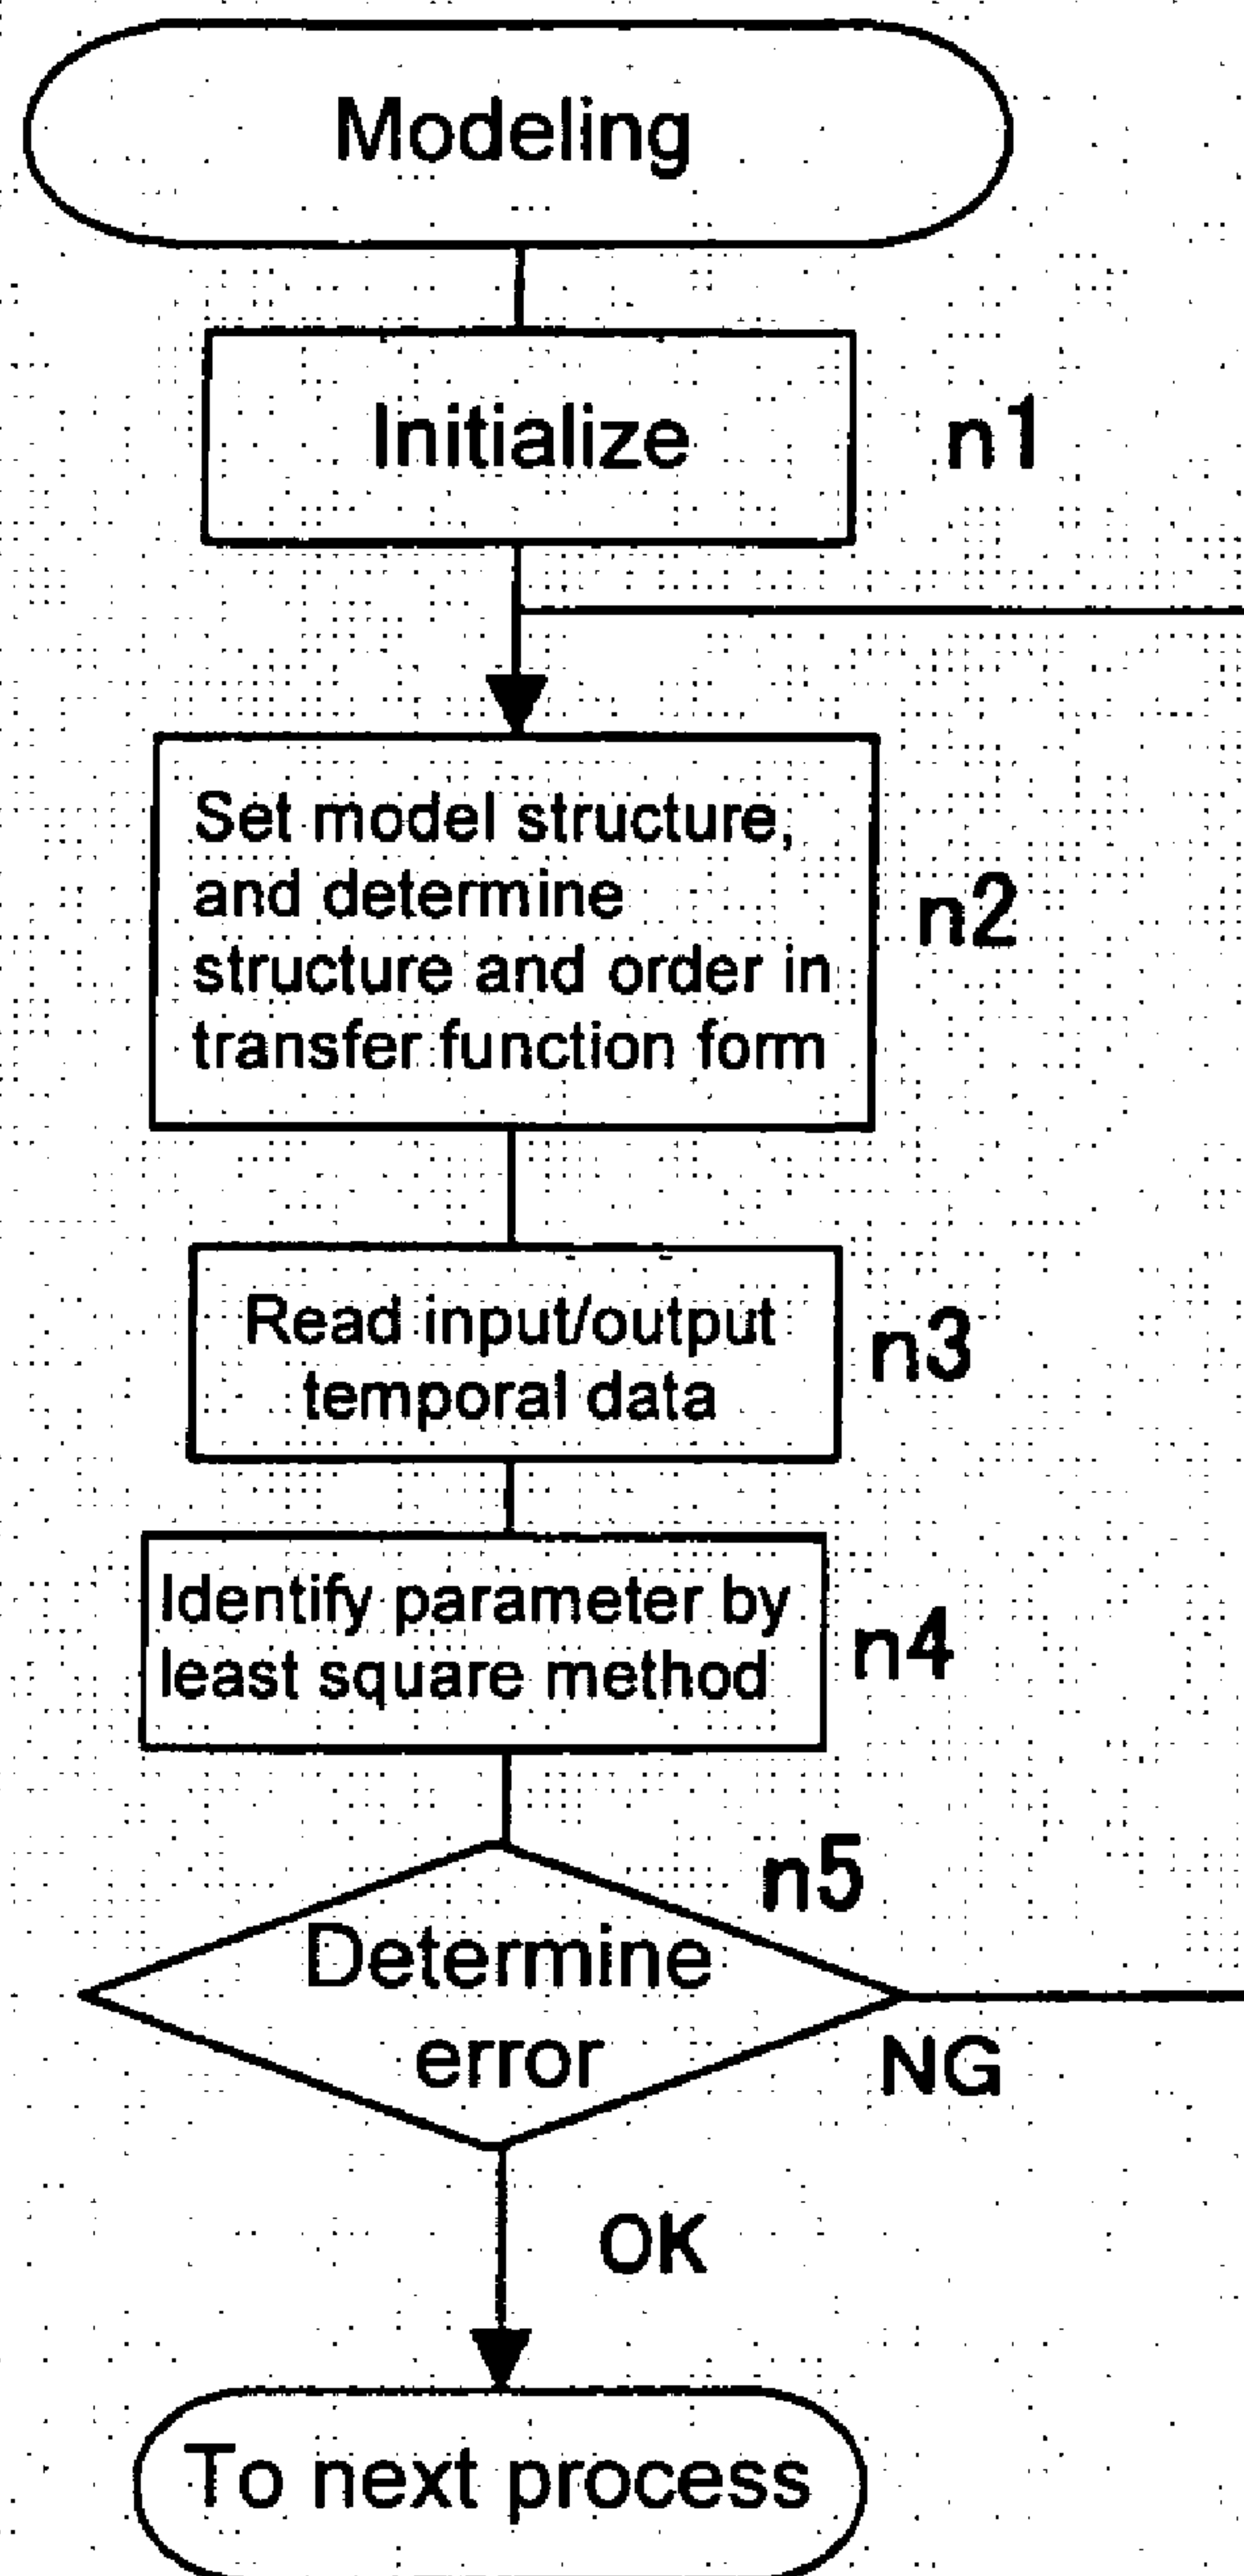 Modeling
Initialize
n1
Set model structure,
and determine
structure and order in
transfer function form
n2
Read input/output
temporal data
n3
Identify parameter by
least square method
n4
n5
Determine
error
NG
OK
To next process